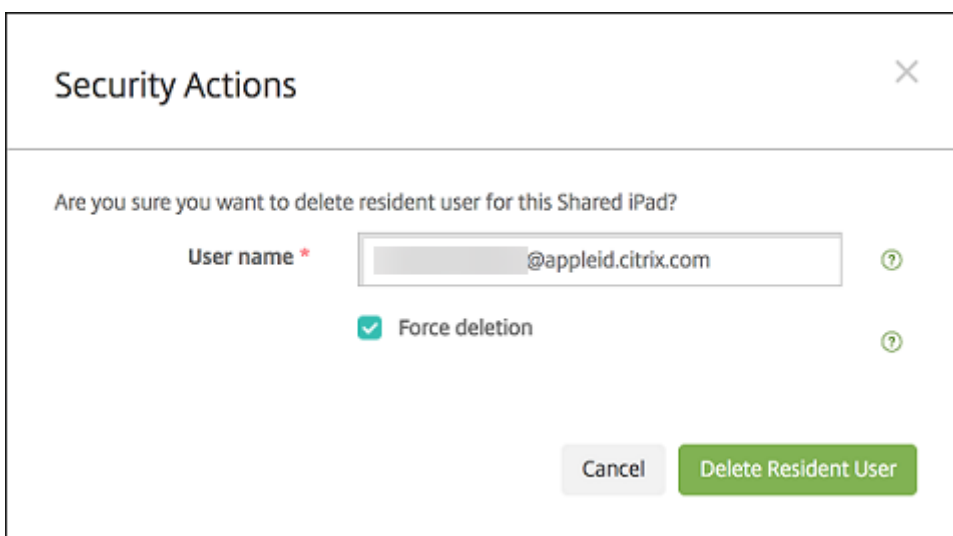 Security Actions
Are you sure you want to delete resident user for this Shared iPad?
User name *
@appleid.citrix.com
Force deletion
Cancel
Delete Resident User